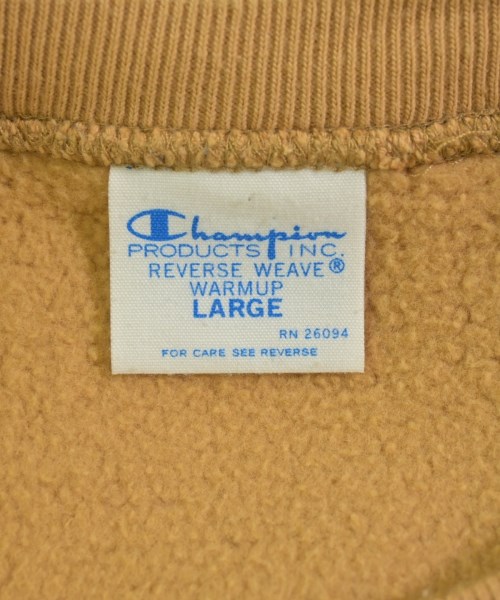 Champion
PRODUCTS INC.
REVERSE WEAVE®
WARMUP
LARGE
RN 26094
FOR CARE SEE REVERSE